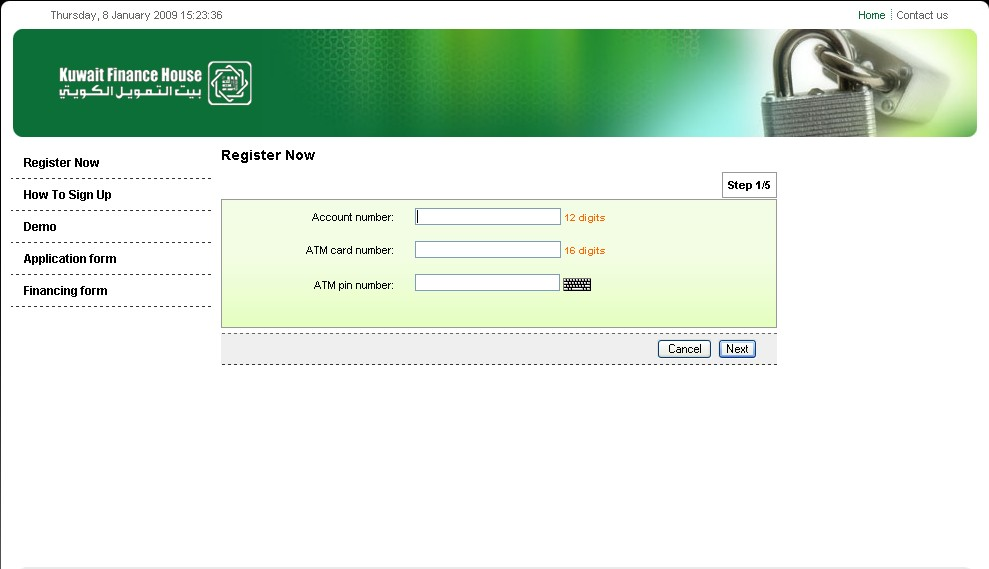 Thursday, 8 January 2009 15:23:36
Home
Contact us
Kuwait Finance House
بيت التمويل الكويتي
Register Now
How To Sign Up
Demo
Application form
Financing form
Register Now
Step 1/5
Account number: 12 digits
ATM card number: 16 digits
ATM pin number:
Cancel
Next